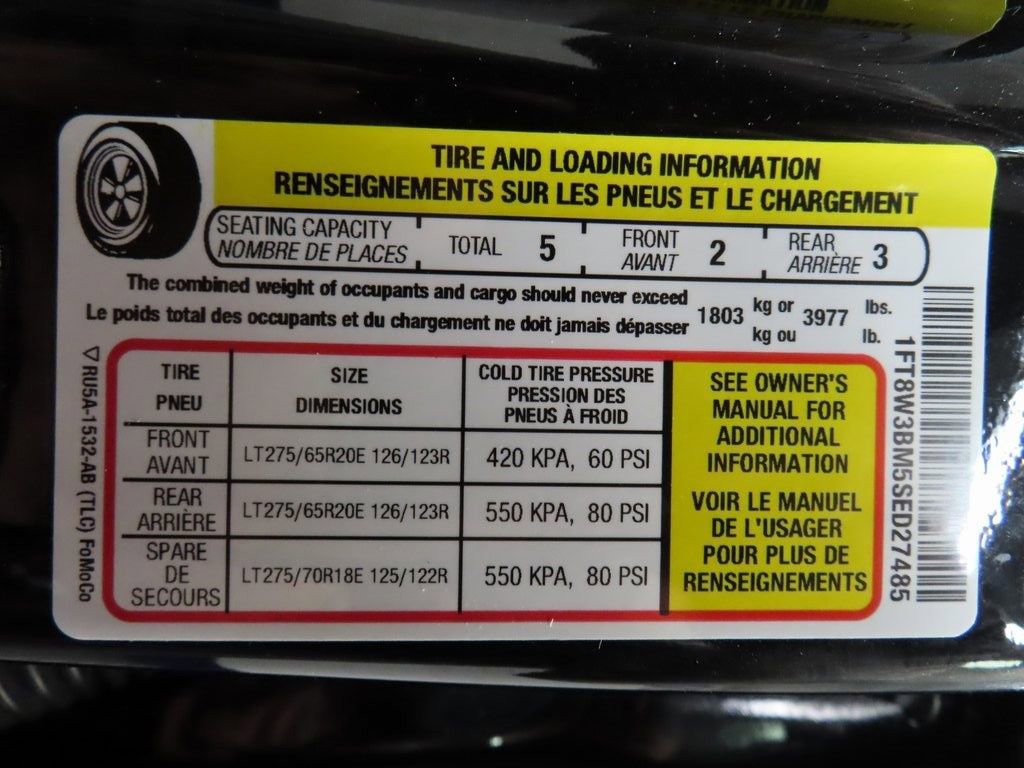 TIRE AND LOADING INFORMATION
RENSEIGNEMENTS SUR LES PNEUS ET LE CHARGEMENT
SEATING CAPACITY
NOMBRE DE PLACES
TOTAL 5
FRONT
AVANT
2
REAR
ARRIÈRE
3
The combined weight of occupants and cargo should never exceed
Le poids total des occupants et du chargement ne doit jamais dépasser
1803 kg or 3977 lbs.
kg ou lb.
TIRE
PNEU
SIZE
DIMENSIONS
COLD TIRE PRESSURE
PRESSION DES
PNEUS À FROID
FRONT
AVANT
LT275/65R20E 126/123R
420 KPA, 60 PSI
REAR
ARRIÈRE
LT275/65R20E 126/123R
550 KPA, 80 PSI
SPARE
DE
SECOURS
LT275/70R18E 125/122R
550 KPA, 80 PSI
SEE OWNER'S
MANUAL FOR
ADDITIONAL
INFORMATION
VOIR LE MANUEL
DE L'USAGER
POUR PLUS DE
RENSEIGNEMENTS
RU5A-1532-AB (TLC) FoMoCo
1FT8W3BM5SED27485